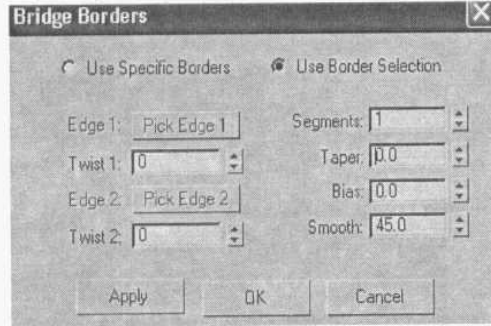 Bridge Borders
Use Specific Borders
Use Border Selection
Edge 1: Pick Edge 1
Twist 1: 0
Edge 2: Pick Edge 2
Twist 2: 0
Segments: 1
Taper: 0.0
Bias: 0.0
Smooth: 45.0
Apply OK Cancel